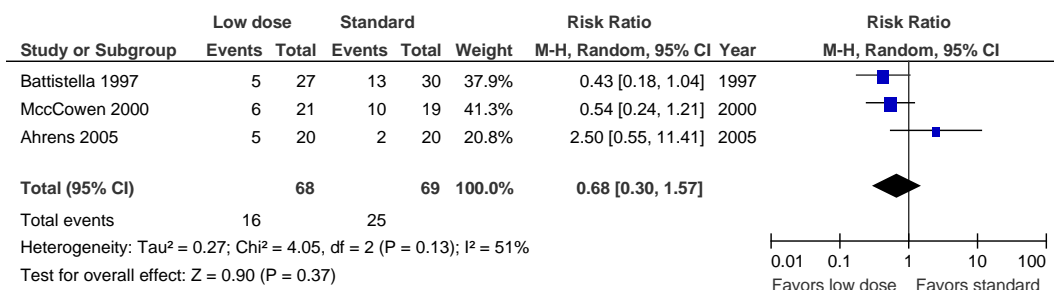 Low dose Standard Risk Ratio Risk Ratio
Study or Subgroup Events Total Events Total Weight M-H, Random, 95% CI Year M-H, Random, 95% CI
Battistella 1997 5 27 13 30 37.9% 0.43 [0.18, 1.04] 1997
MccCowen 2000 6 21 10 19 41.3% 0.54 [0.24, 1.21] 2000
Ahrens 2005 5 20 2 20 20.8% 2.50 [0.55, 11.41] 2005
Total (95% CI) 68 69 100.0% 0.68 [0.30, 1.57]
Total events 16 25
Heterogeneity: Tau² = 0.27; Chi² = 4.05, df = 2 (P = 0.13); I² = 51%
Test for overall effect: Z = 0.90 (P = 0.37)
0.01 0.1 1 10 100
Favors low dose Favors standard